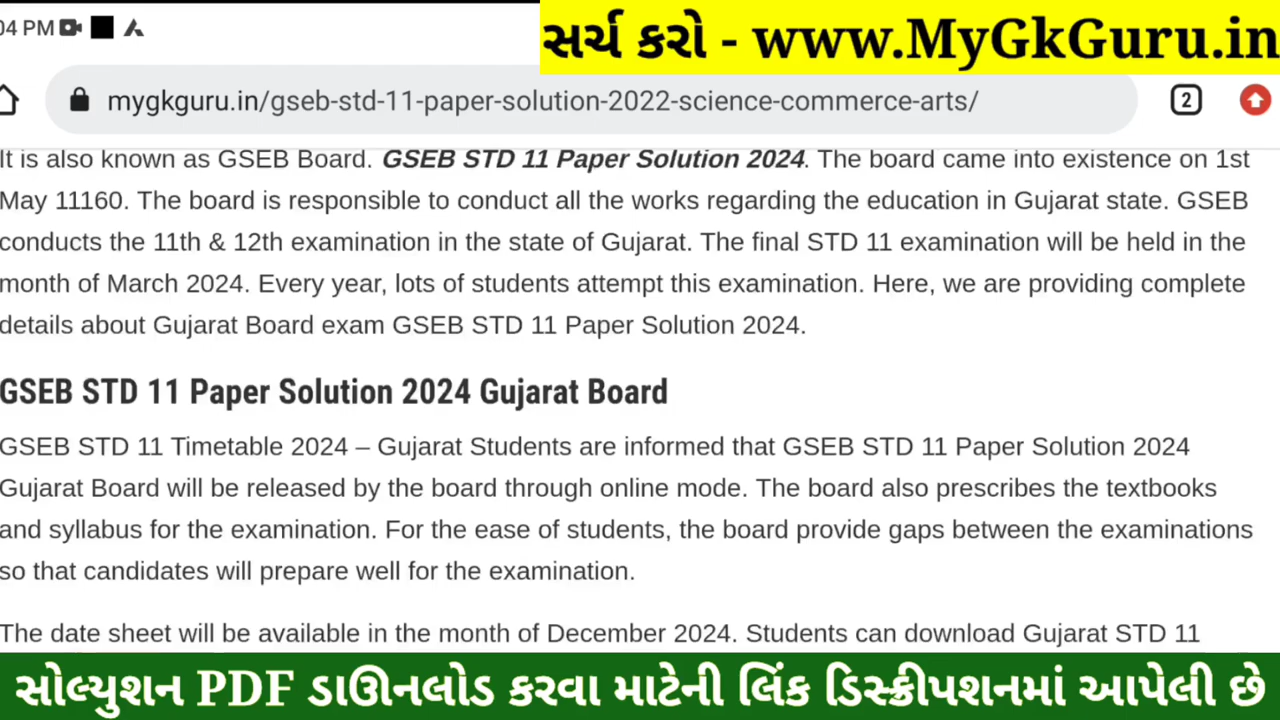 04 PM
સર્ચ કરો - www.MyGkGuru.in
mygkguru.in/gseb-std-11-paper-solution-2022-science-commerce-arts/
2
It is also known as GSEB Board. GSEB STD 11 Paper Solution 2024. The board came into existence on 1st
May 11160. The board is responsible to conduct all the works regarding the education in Gujarat state. GSEB
conducts the 11th & 12th examination in the state of Gujarat. The final STD 11 examination will be held in the
month of March 2024. Every year, lots of students attempt this examination. Here, we are providing complete
details about Gujarat Board exam GSEB STD 11 Paper Solution 2024.
GSEB STD 11 Paper Solution 2024 Gujarat Board
GSEB STD 11 Timetable 2024 – Gujarat Students are informed that GSEB STD 11 Paper Solution 2024
Gujarat Board will be released by the board through online mode. The board also prescribes the textbooks
and syllabus for the examination. For the ease of students, the board provide gaps between the examinations
so that candidates will prepare well for the examination.
The date sheet will be available in the month of December 2024. Students can download Gujarat STD 11
સોલ્યુશન PDF ડાઊનલોડ કરવા માટેની લિંક ડિસ્ક્રીપશનમાં આપેલી છે